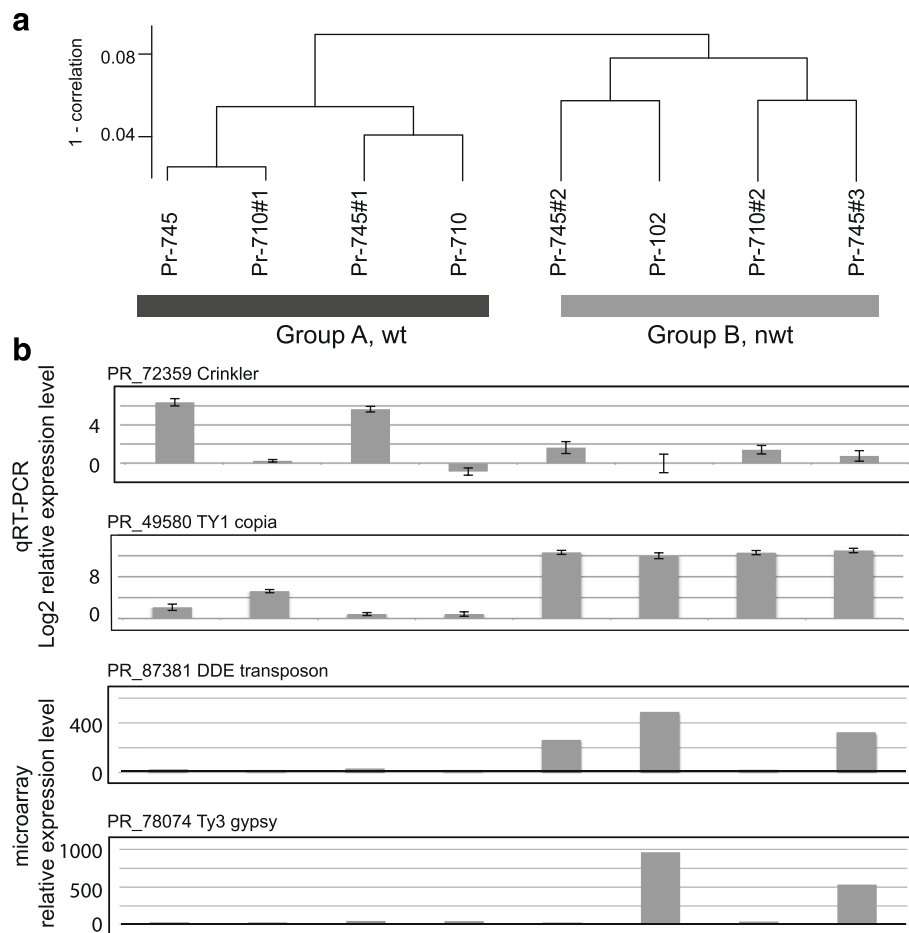 a
1 - correlation
0.08
0.04
Pr-745
Pr-710#1
Pr-745#1
Pr-710
Pr-745#2
Pr-102
Pr-710#2
Pr-745#3
Group A, wt
Group B, nwt
b
qRT-PCR
Log2 relative expression level
PR_72359 Crinkler
4
0
PR_49580 TY1 copia
8
0
microarray
relative expression level
PR_87381 DDE transposon
400
0
PR_78074 Ty3 gypsy
1000
500
0